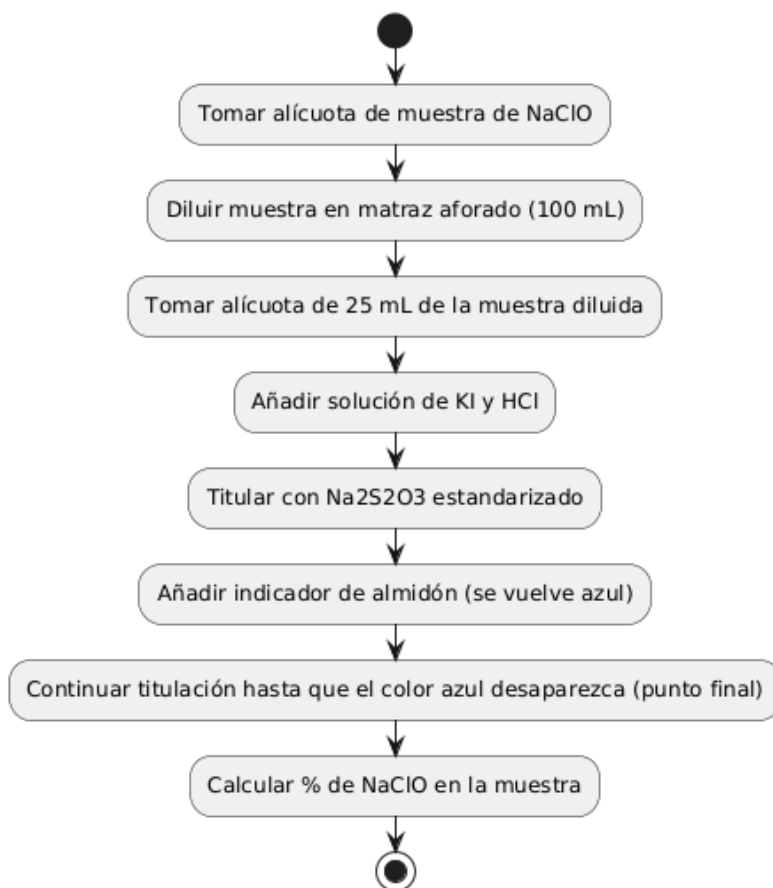 Tomar alícuota de muestra de NaClO
Diluir muestra en matraz aforado (100 mL)
Tomar alícuota de 25 mL de la muestra diluida
Añadir solución de KI y HCl
Titular con Na2S2O3 estandarizado
Añadir indicador de almidón (se vuelve azul)
Continuar titulación hasta que el color azul desaparezca (punto final)
Calcular % de NaClO en la muestra